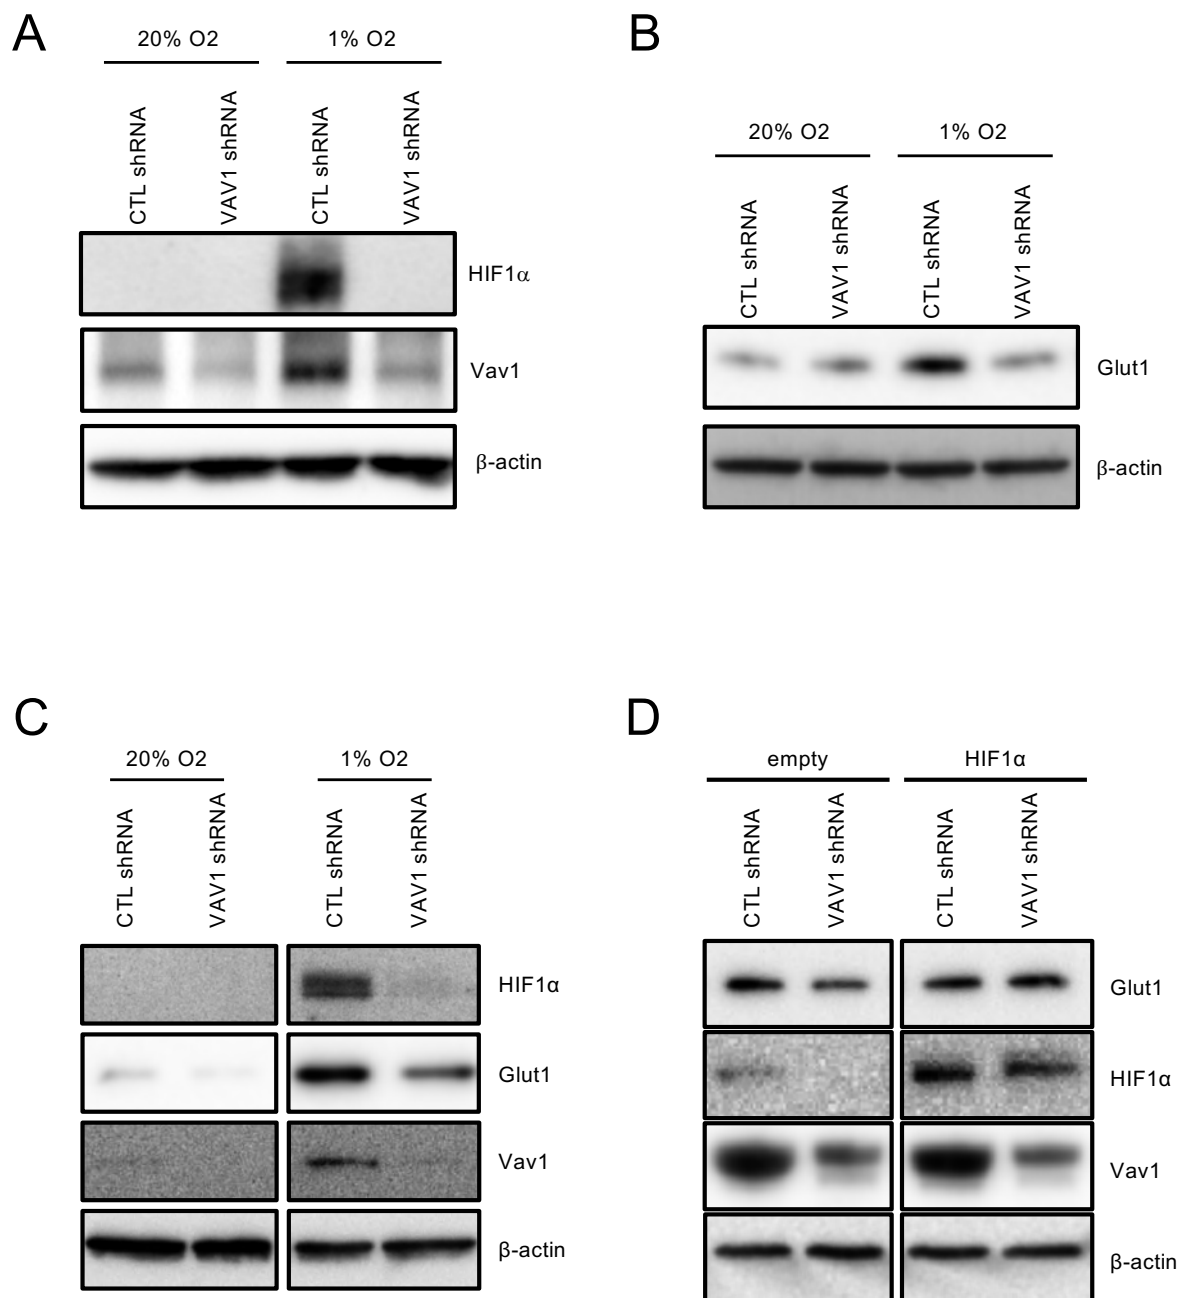 A
20% O2 1% O2
CTL shRNA VAV1 shRNA CTL shRNA VAV1 shRNA
HIF1α
Vav1
β-actin
B
20% O2 1% O2
CTL shRNA VAV1 shRNA CTL shRNA VAV1 shRNA
Glut1
β-actin
C
20% O2 1% O2
CTL shRNA VAV1 shRNA CTL shRNA VAV1 shRNA
HIF1α
Glut1
Vav1
β-actin
D
empty HIF1α
CTL shRNA VAV1 shRNA CTL shRNA VAV1 shRNA
Glut1
HIF1α
Vav1
β-actin